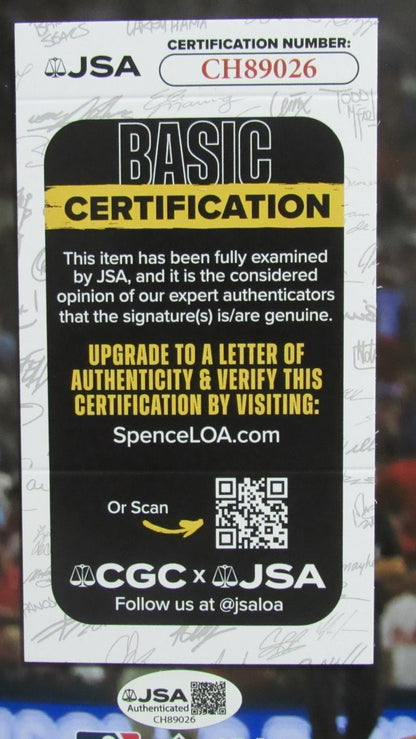 CERTIFICATION NUMBER:
JSA
CH89026
BASIC
CERTIFICATION
This item has been fully examined
by JSA, and it is the considered
opinion of our expert authenticators
that the signature(s) is/are genuine.
UPGRADE TO A LETTER OF
AUTHENTICITY & VERIFY THIS
CERTIFICATION BY VISITING:
SpenceLOA.com
Or Scan
CGC x JSA
Follow us at @jsaloa
JSA
Authenticated
CH89026